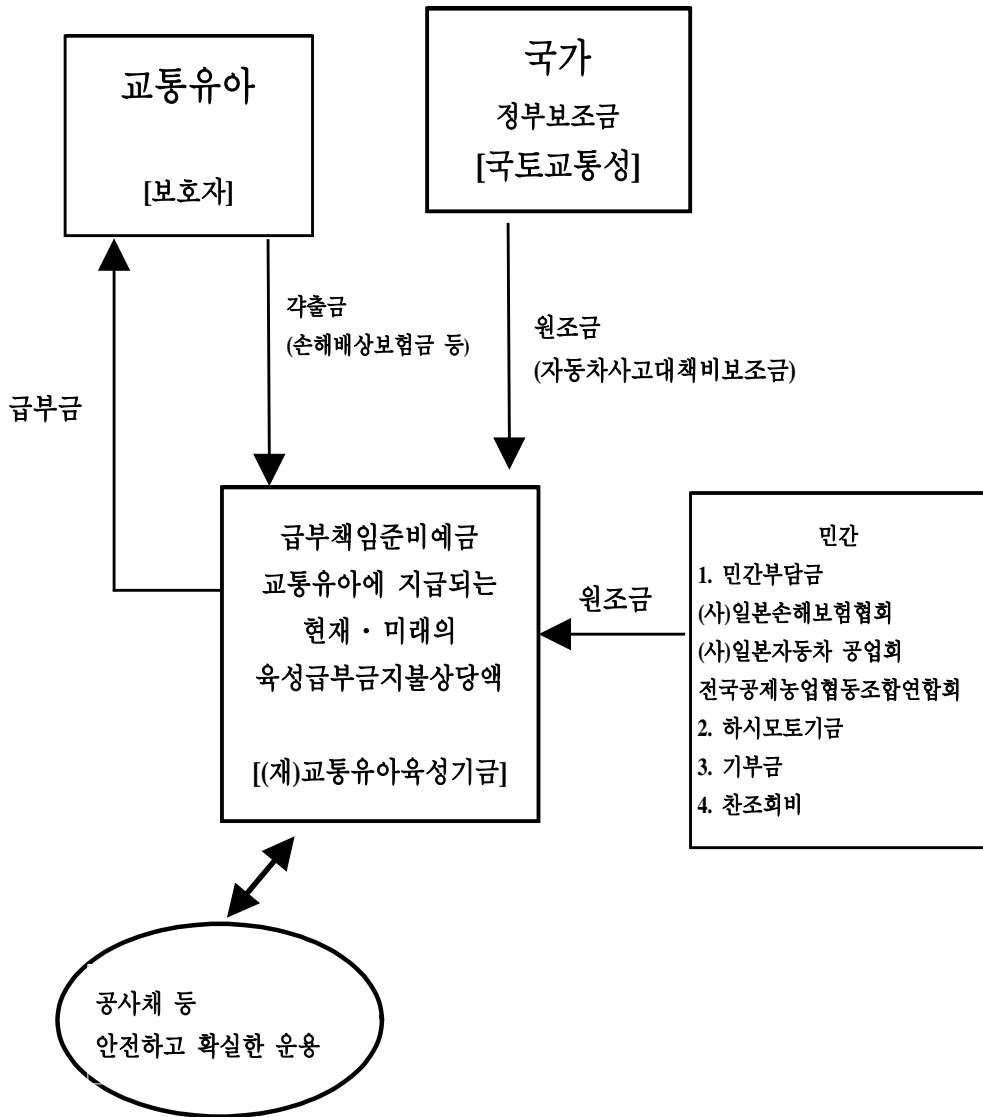 교통유아
[보호자]
국가
정부보조금
[국토교통성]
갹출금
(손해배상보험금 등)
원조금
(자동차사고대책비보조금)
급부금
급부책임준비예금
교통유아에 지급되는
현재 · 미래의
육성급부금지불상당액
[(재)교통유아육성기금]
원조금
민간
1. 민간부담금
(사)일본손해보험협회
(사)일본자동차 공업회
전국공제농업협동조합연합회
2. 하시모토기금
3. 기부금
4. 찬조회비
공사채 등
안전하고 확실한 운용